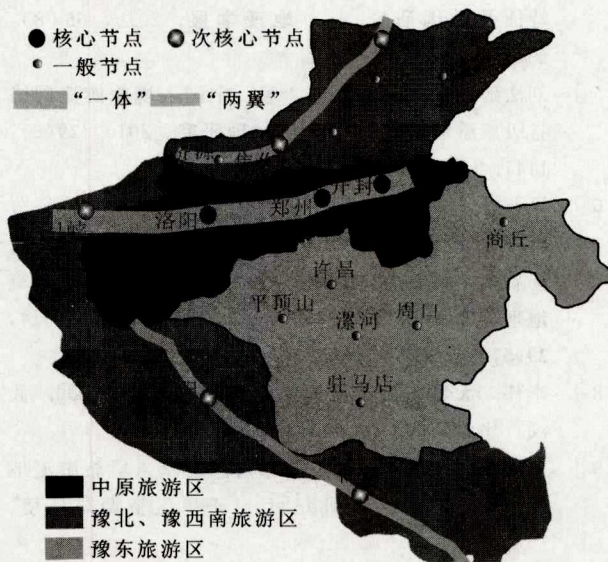 核心节点 次核心节点
一般节点
“一体” “两翼”
洛阳
郑州
开封
商丘
许昌
平顶山
漯河
周口
驻马店
中原旅游区
豫北、豫西南旅游区
豫东旅游区